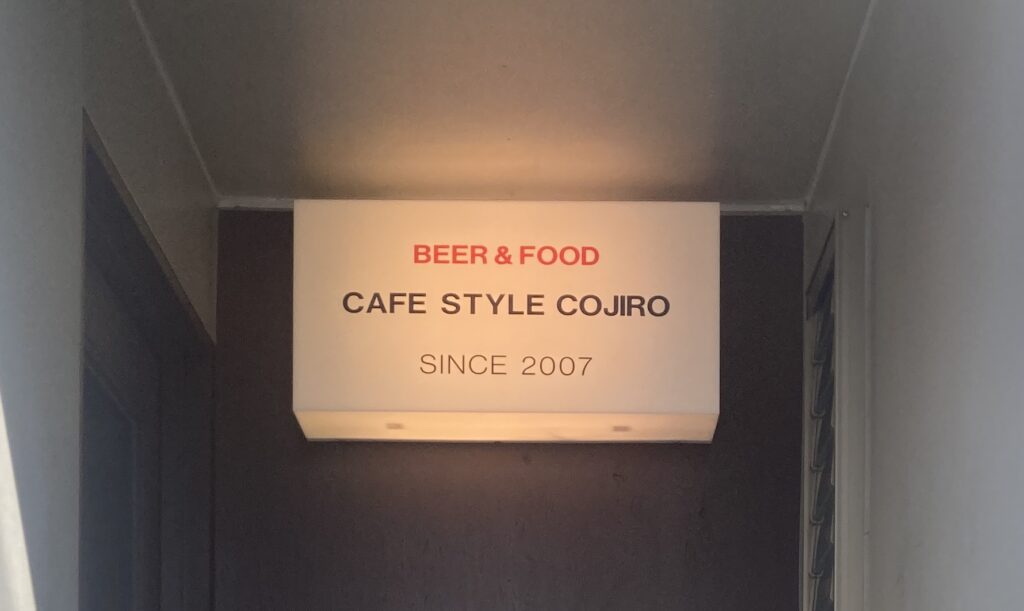 BEER & FOOD
CAFE STYLE COJIRO
SINCE 2007